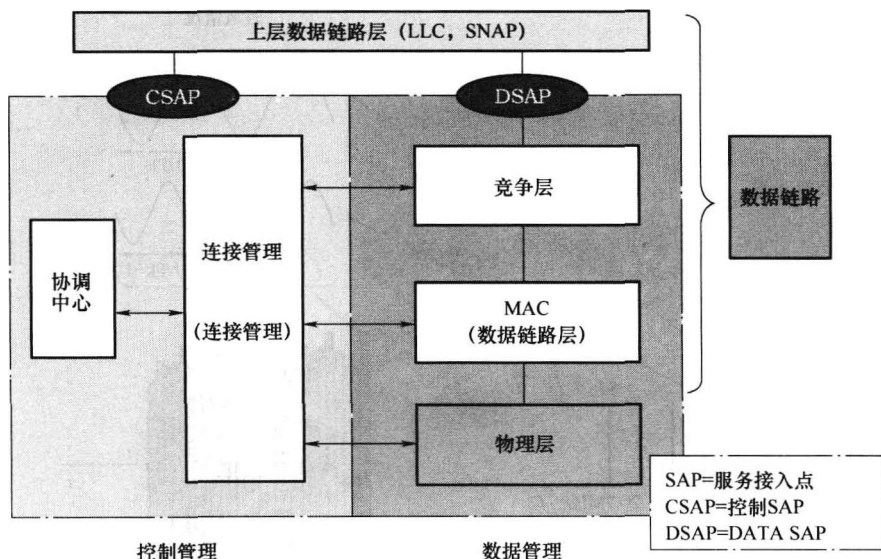 上层数据链路层（LLC，SNAP）
CSAP
DSAP
竞争层
数据链路
连接管理
协调
中心
（连接管理）
MAC
（数据链路层）
物理层
SAP=服务接入点
CSAP=控制SAP
DSAP=DATA SAP
控制管理
数据管理